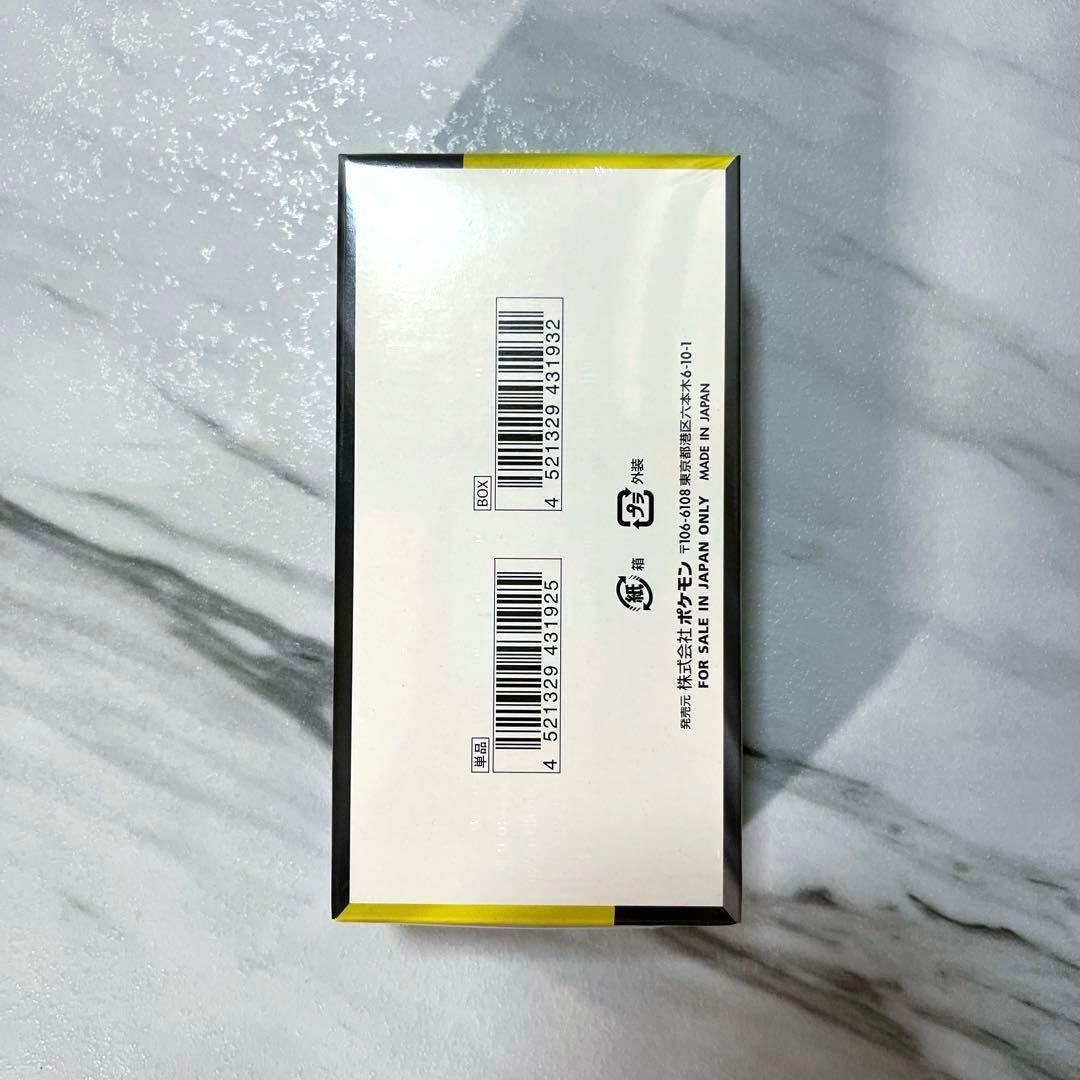 単品
4 521329 431925
BOX
4 521329 431932
紙 箱
プラ 外装
発売元 株式会社 ポケモン 〒106-6108 東京都港区六本木6-10-1
FOR SALE IN JAPAN ONLY MADE IN JAPAN